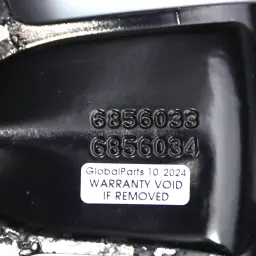 6856033
6856034
GlobalParts 10 2024
WARRANTY VOID
IF REMOVED